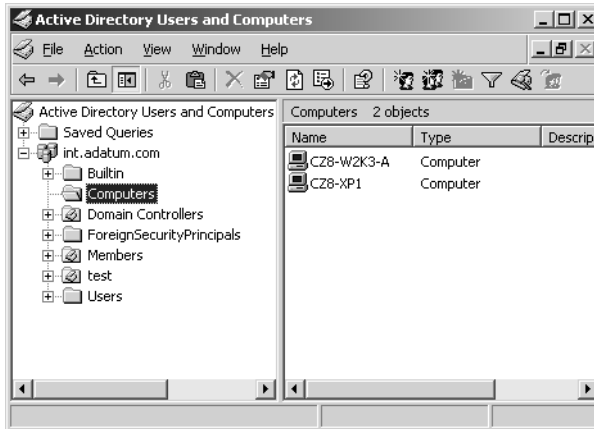 Active Directory Users and Computers
File Action View Window Help
Active Directory Users and Computers
Saved Queries
int.adatum.com
Builtin
Computers
Domain Controllers
ForeignSecurityPrincipals
Members
test
Users
Computers 2 objects
Name Type Descrip
CZ8-W2K3-A Computer
CZ8-XP1 Computer